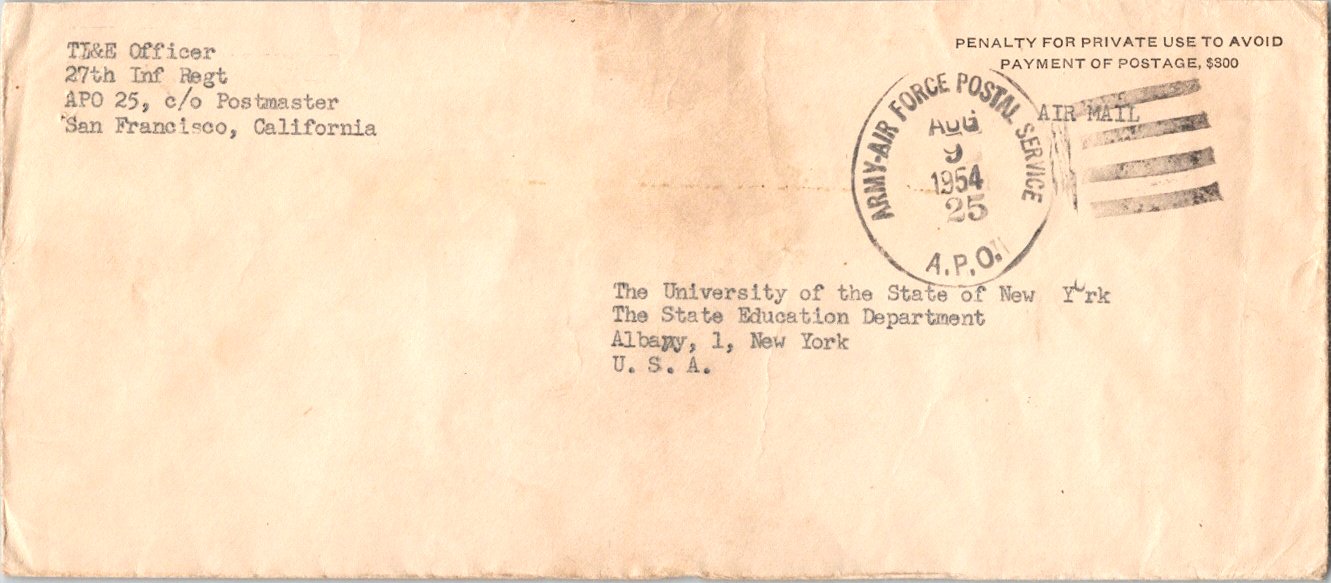 TI&E Officer
27th Inf Regt
APO 25, c/o Postmaster
San Francisco, California
PENALTY FOR PRIVATE USE TO AVOID
PAYMENT OF POSTAGE, $300
AIR MAIL
ARMY-AIR FORCE POSTAL SERVICE
AUG
9
1954
25
A.P.O.
The University of the State of New York
The State Education Department
Albany, 1, New York
U. S. A.